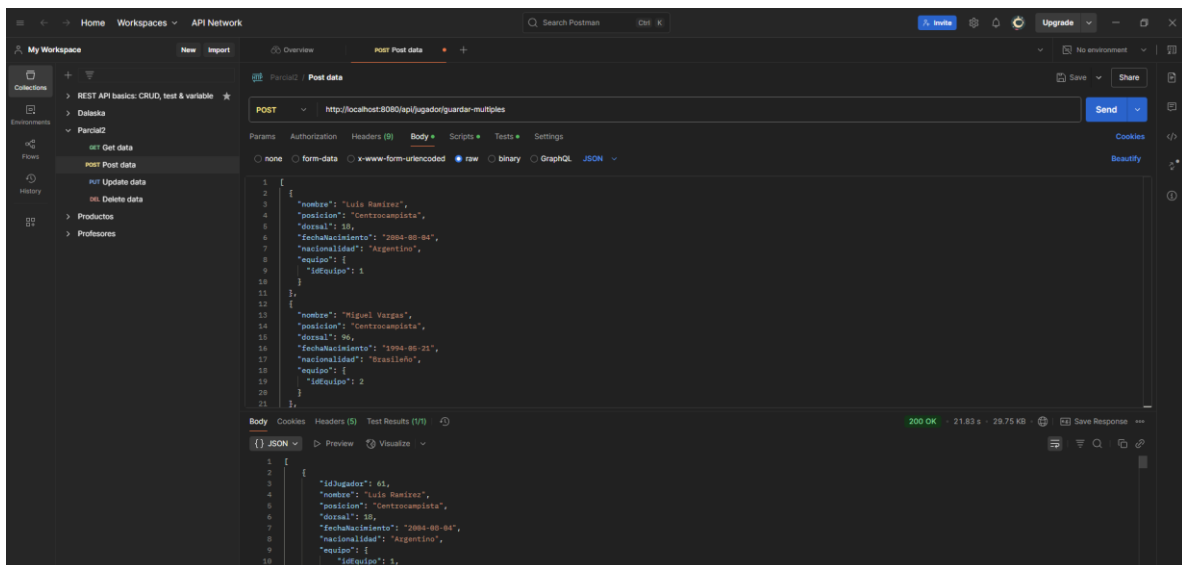 Home Workspaces API Network Search Postman Ctrl K Invite Upgrade
My Workspace New Import Overview POST Post data No environment
Collections
Environments
Flows
History
REST API basics: CRUD, test & variable
Dalaska
Parcial2
GET Get data
POST Post data
PUT Update data
DEL Delete data
Productos
Profesores
HTTP Parcial2 / Post data Save Share
POST http://localhost:8080/api/jugador/guardar-multiples Send
Params Authorization Headers (9) Body Scripts Tests Settings Cookies
none form-data x-www-form-urlencoded raw binary GraphQL JSON Beautify
1 [
2 {
3 "nombre": "Luis Ramirez",
4 "posicion": "Centrocampista",
5 "dorsal": 18,
6 "fechaNacimiento": "2004-08-04",
7 "nacionalidad": "Argentino",
8 "equipo": {
9 "idEquipo": 1
10 }
11 },
12 {
13 "nombre": "Miguel Vargas",
14 "posicion": "Centrocampista",
15 "dorsal": 96,
16 "fechaNacimiento": "1994-05-21",
17 "nacionalidad": "Brasileño",
18 "equipo": {
19 "idEquipo": 2
20 }
21 },
Body Cookies Headers (5) Test Results (1/1) 200 OK 21.83 s 29.75 KB Save Response
{} JSON Preview Visualize
1 [
2 {
3 "idJugador": 61,
4 "nombre": "Luis Ramirez",
5 "posicion": "Centrocampista",
6 "dorsal": 18,
7 "fechaNacimiento": "2004-08-04",
8 "nacionalidad": "Argentino",
9 "equipo": {
10 "idEquipo": 1,